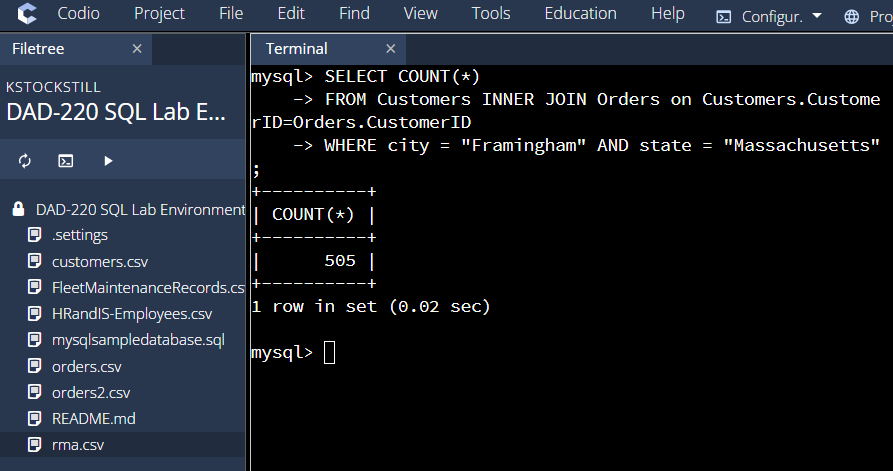 Codio Project File Edit Find View Tools Education Help Configur. Pro
Filetree ×
KSTOCKSTILL
DAD-220 SQL Lab E...
DAD-220 SQL Lab Environment
.settings
customers.csv
FleetMaintenanceRecords.cs
HRandIS-Employees.csv
mysqlsampledatabase.sql
orders.csv
orders2.csv
README.md
rma.csv
Terminal ×
mysql> SELECT COUNT(*)
    -> FROM Customers INNER JOIN Orders on Customers.Custome
rID=Orders.CustomerID
    -> WHERE city = "Framingham" AND state = "Massachusetts"
;
+----------+
| COUNT(*) |
+----------+
|      505 |
+----------+
1 row in set (0.02 sec)
mysql>